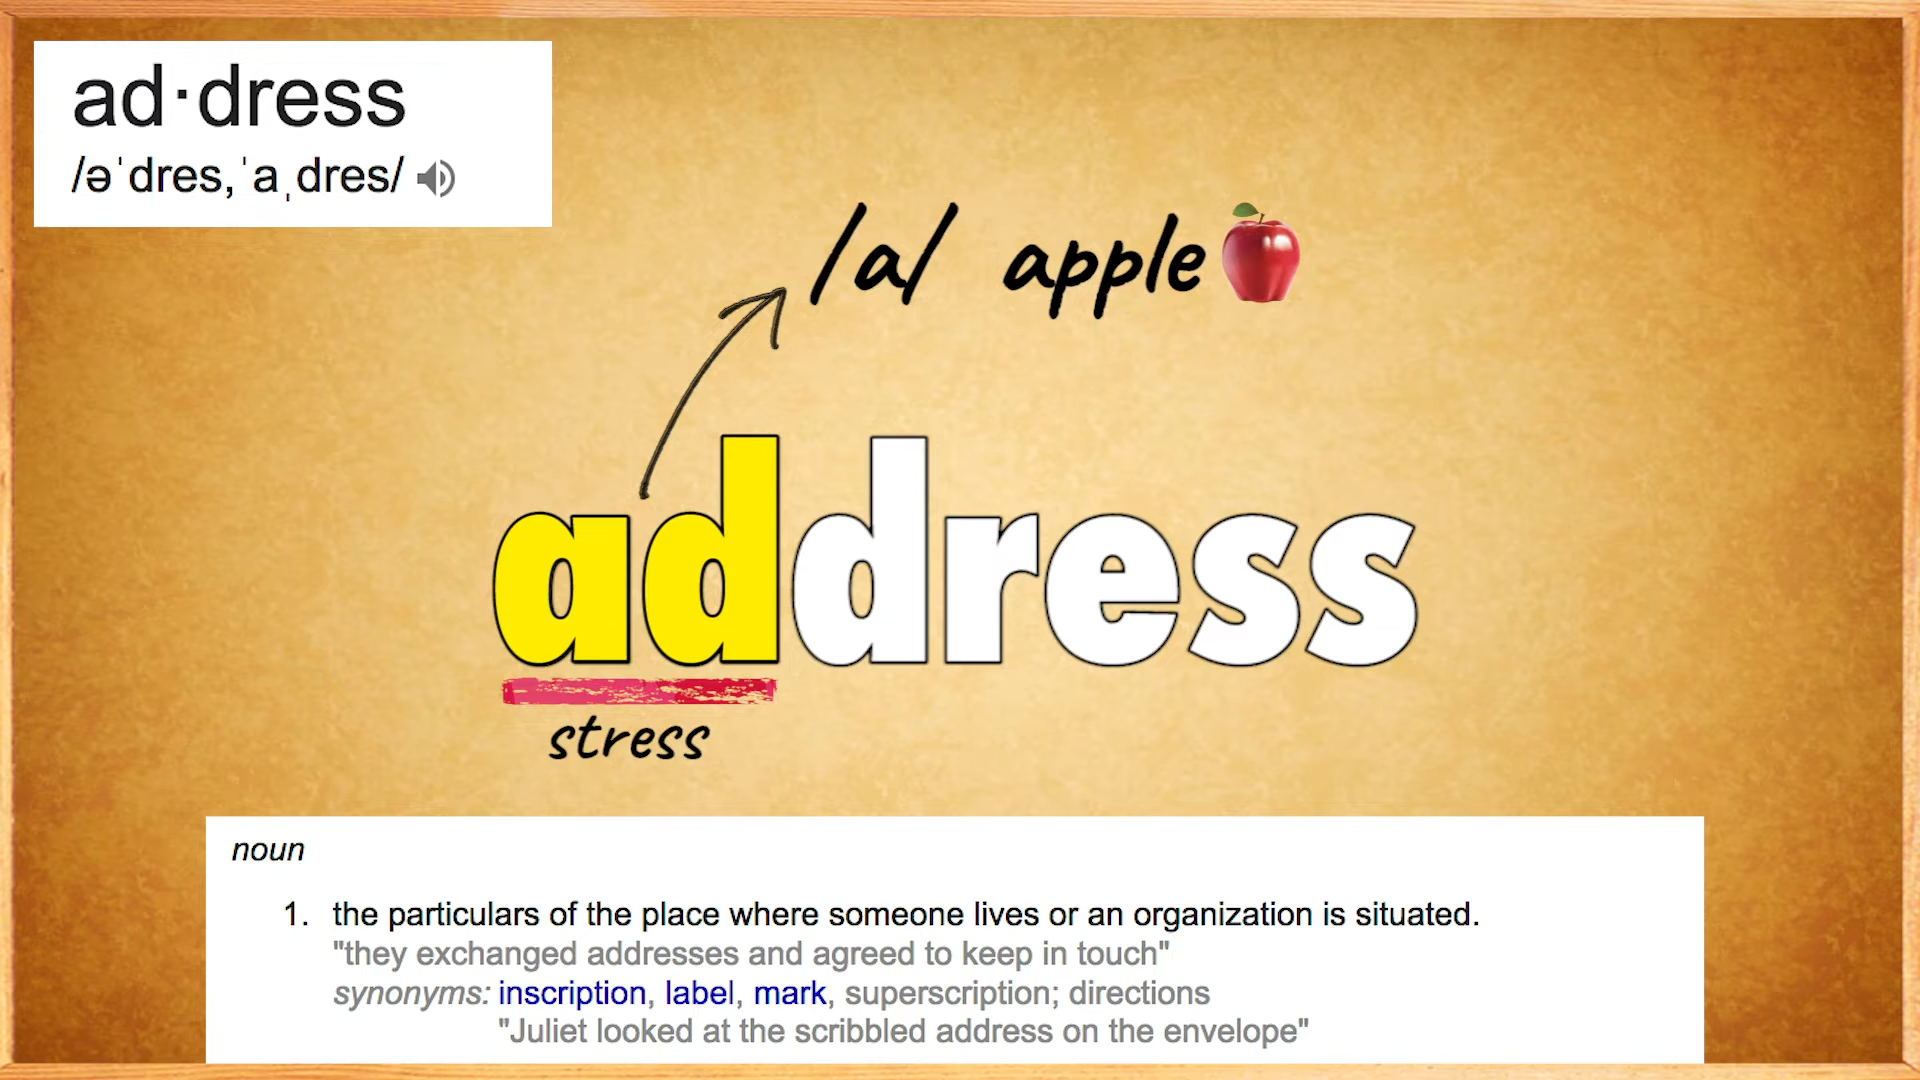 ad·dress
/əˈdres,ˈaˌdres/
/a/ apple
address
stress
noun
1. the particulars of the place where someone lives or an organization is situated.
"they exchanged addresses and agreed to keep in touch"
synonyms: inscription, label, mark, superscription; directions
"Juliet looked at the scribbled address on the envelope"